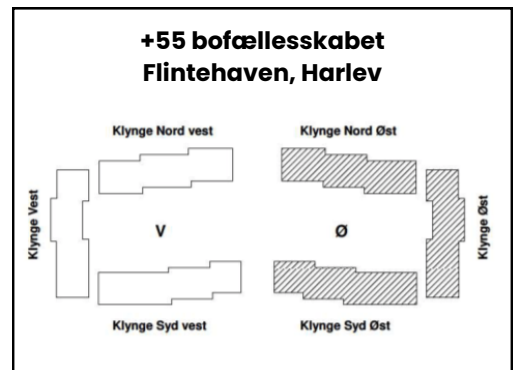 +55 bofællesskabet
Flintehaven, Harlev
Klynge Nord vest
Klynge Nord Øst
Klynge Vest
V
Ø
Klynge Øst
Klynge Syd vest
Klynge Syd Øst